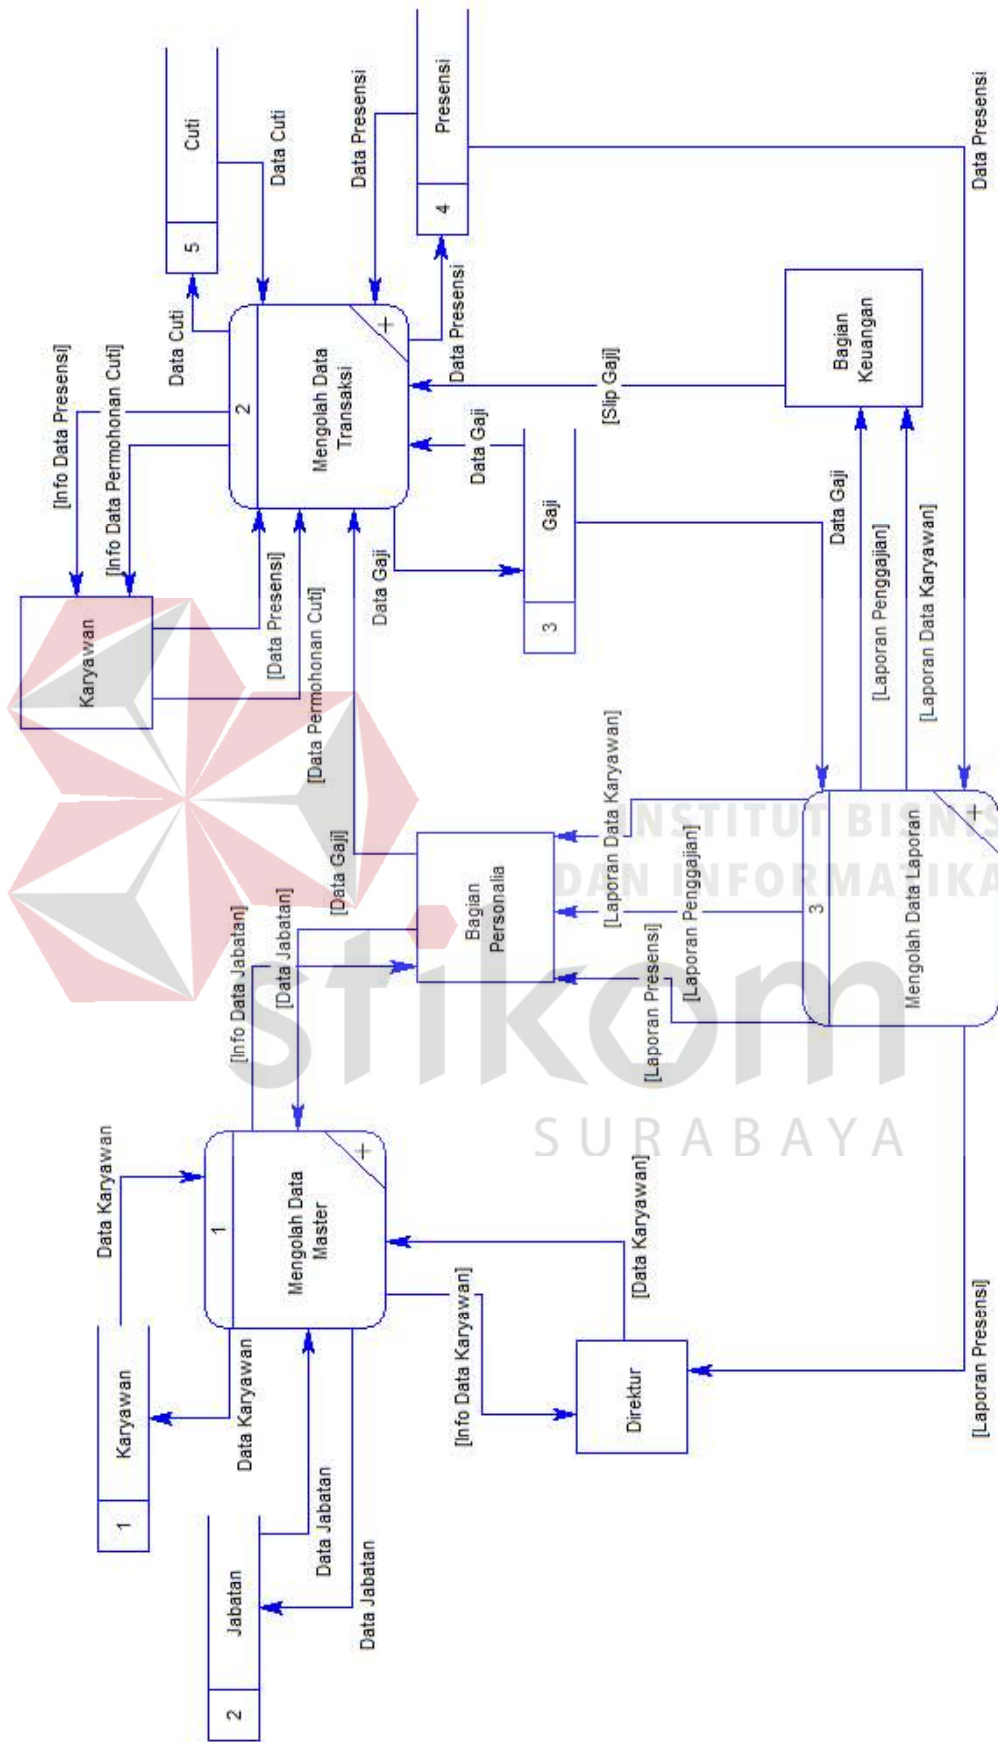 [Info Data Presensi]
[Info Data Permohonan Cuti]
Karyawan
[Data Presensi]
[Data Permohonan Cuti]
Data Cuti
5
Cuti
Data Cuti
2
Mengolah Data
Transaksi
+
Data Presensi
Data Presensi
4
Presensi
Data Karyawan
1
Karyawan
Data Karyawan
2
Jabatan
Data Jabatan
Data Jabatan
1
Mengolah Data
Master
+
[Info Data Jabatan]
[Data Jabatan]
[Data Gaji]
Data Gaji
Bagian
Personalia
Data Gaji
3
Gaji
Data Gaji
[Slip Gaji]
Bagian
Keuangan
[Info Data Karyawan]
Direktur
[Data Karyawan]
[Laporan Presensi]
[Laporan Penggajian]
[Laporan Data Karyawan]
[Laporan Penggajian]
[Laporan Data Karyawan]
3
Mengolah Data Laporan
+
[Laporan Presensi]
Data Presensi
INSTITUT BISNIS
DAN INFORMATIKA
stikom
SURABAYA